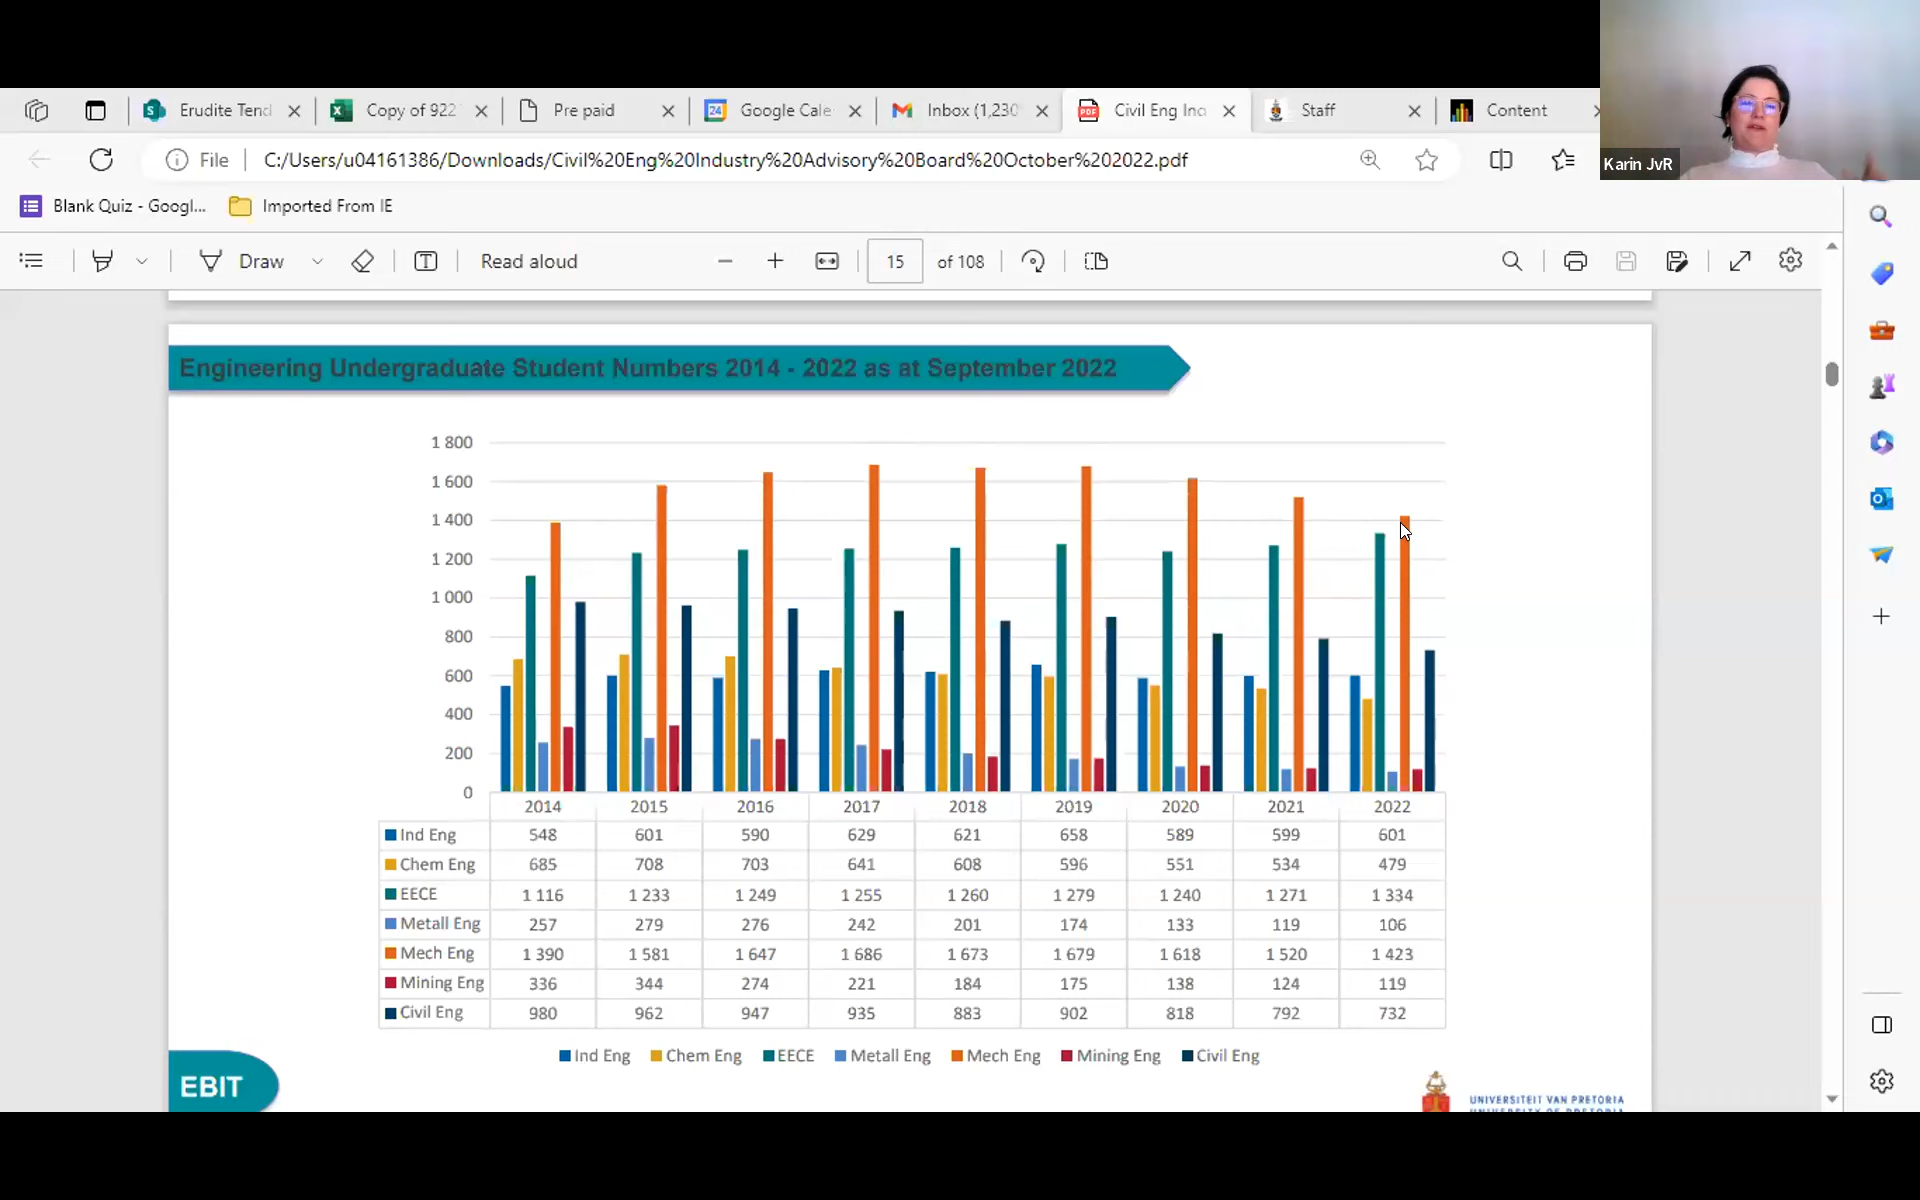 Erudite Tend
Copy of 922
Pre paid
24
Google Cale
Inbox (1,230
PDF
Civil Eng Inc
Staff
Content
Karin JvR
File
C:/Users/u04161386/Downloads/Civil%20Eng%20Industry%20Advisory%20Board%20October%202022.pdf
Blank Quiz - Googl...
Imported From IE
Draw
Read aloud
15
of 108
Engineering Undergraduate Student Numbers 2014 - 2022 as at September 2022
1 800
1 600
1 400
1 200
1 000
800
600
400
200
0
2014 2015 2016 2017 2018 2019 2020 2021 2022
Ind Eng 548 601 590 629 621 658 589 599 601
Chem Eng 685 708 703 641 608 596 551 534 479
EECE 1 116 1 233 1 249 1 255 1 260 1 279 1 240 1 271 1 334
Metall Eng 257 279 276 242 201 174 133 119 106
Mech Eng 1 390 1 581 1 647 1 686 1 673 1 679 1 618 1 520 1 423
Mining Eng 336 344 274 221 184 175 138 124 119
Civil Eng 980 962 947 935 883 902 818 792 732
Ind Eng Chem Eng EECE Metall Eng Mech Eng Mining Eng Civil Eng
EBIT
UNIVERSITEIT VAN PRETORIA
UNIVERSITY OF PRETORIA